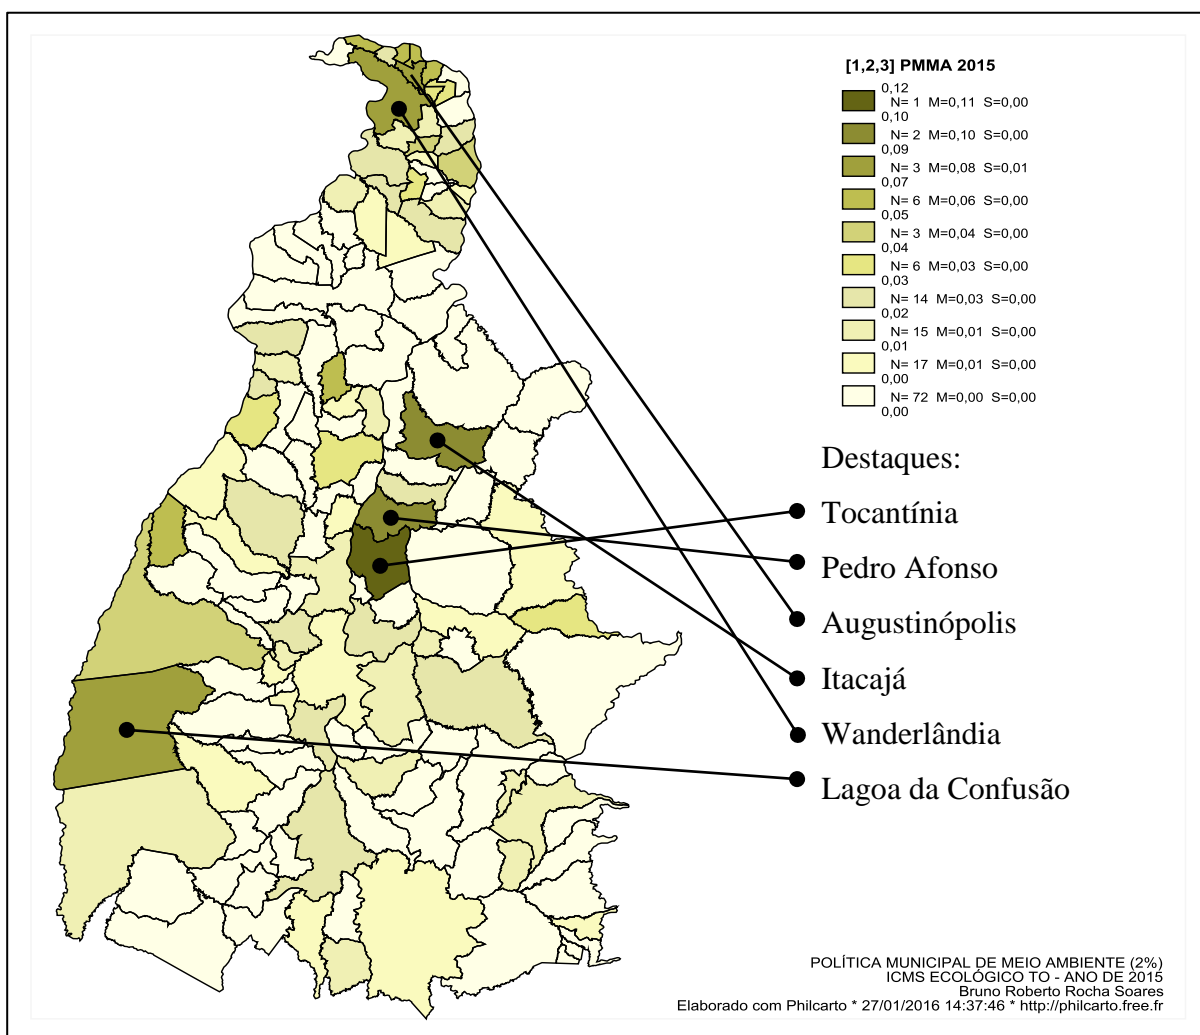 [1,2,3] PMMA 2015
0,12
N= 1 M=0,11 S=0,00
0,10
N= 2 M=0,10 S=0,00
0,09
N= 3 M=0,08 S=0,01
0,07
N= 6 M=0,06 S=0,00
0,05
N= 3 M=0,04 S=0,00
0,04
N= 6 M=0,03 S=0,00
0,03
N= 14 M=0,03 S=0,00
0,02
N= 15 M=0,01 S=0,00
0,01
N= 17 M=0,01 S=0,00
0,00
N= 72 M=0,00 S=0,00
0,00
Destaques:
Tocantínia
Pedro Afonso
Augustinópolis
Itacajá
Wanderlândia
Lagoa da Confusão
POLÍTICA MUNICIPAL DE MEIO AMBIENTE (2%)
ICMS ECOLÓGICO TO - ANO DE 2015
Bruno Roberto Rocha Soares
Elaborado com Philcarto * 27/01/2016 14:37:46 * http://philcarto.free.fr